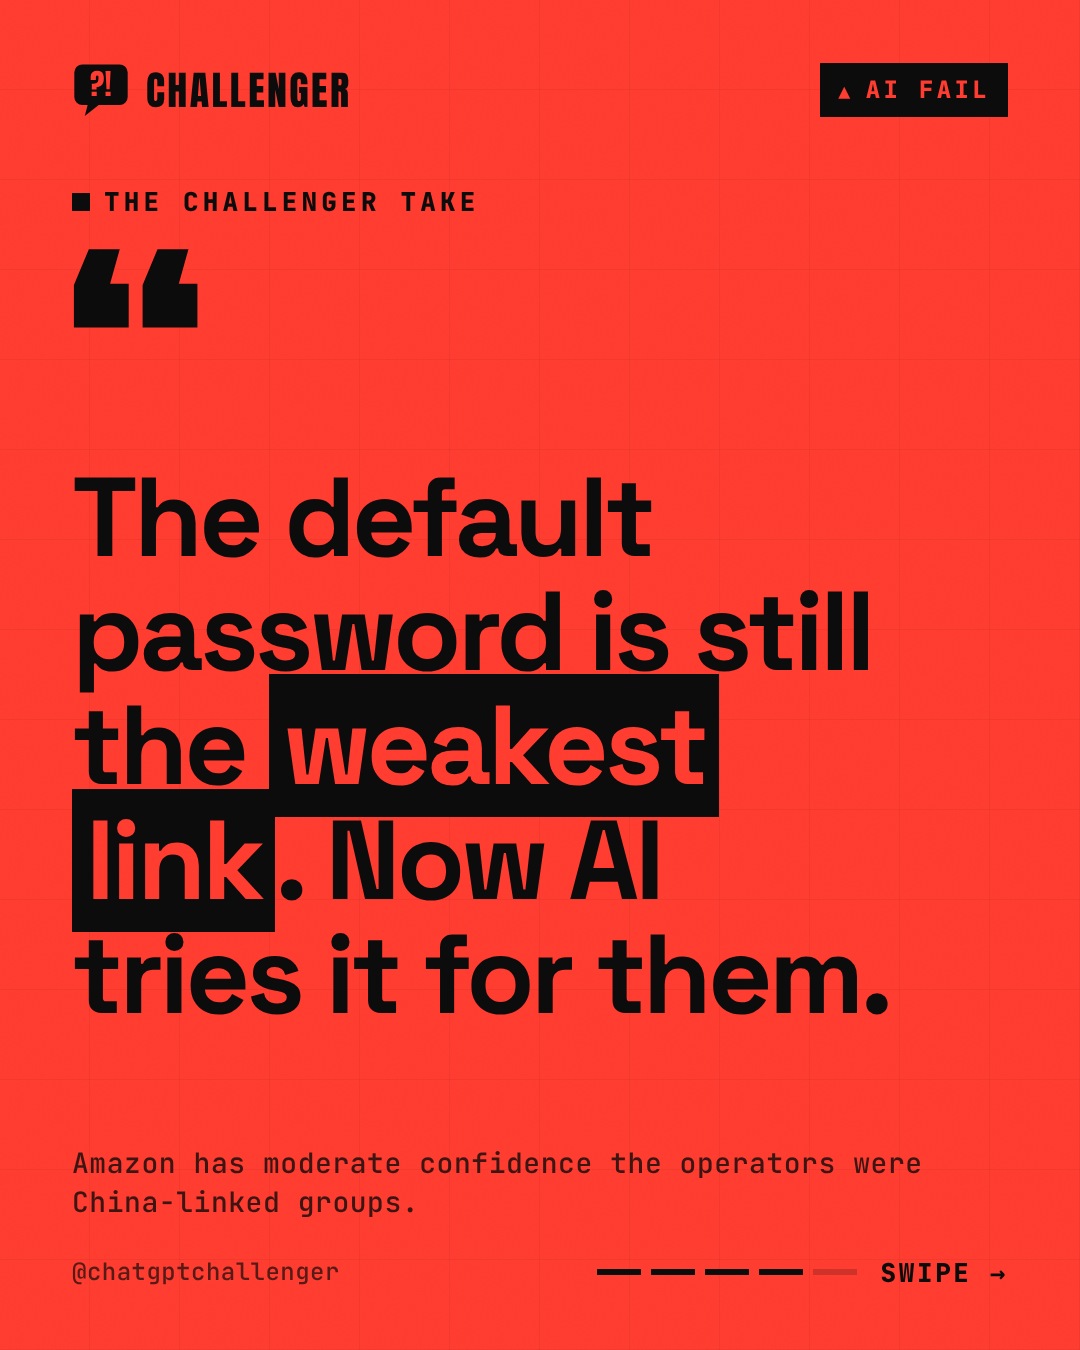 ?! CHALLENGER
▲ AI FAIL
■ THE CHALLENGER TAKE
“
The default
password is still
the weakest
link. Now AI
tries it for them.
Amazon has moderate confidence the operators were
China-linked groups.
@chatgptchallenger
SWIPE →